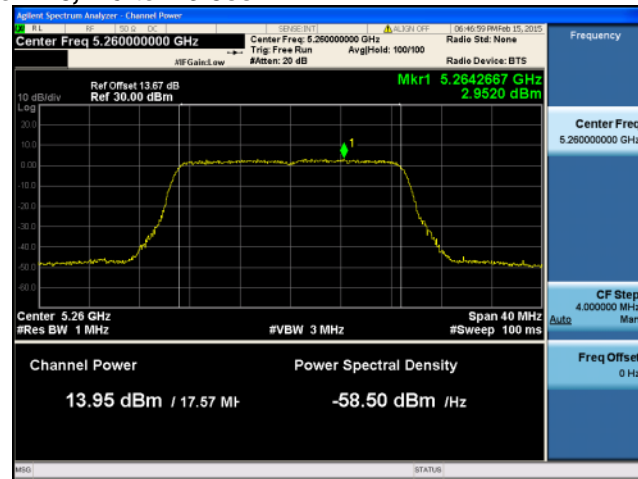 Agilent Spectrum Analyzer - Channel Power
RL RF 50 Ω DC SENSE:INT ALIGN OFF 06:46:59 PM Feb 15, 2015
Center Freq 5.260000000 GHz Center Freq: 5.260000000 GHz Radio Std: None
Trig: Free Run Avg|Hold: 100/100
#IFGain:Low #Atten: 20 dB Radio Device: BTS
Ref Offset 13.67 dB Mkr1 5.2642667 GHz
10 dB/div Ref 30.00 dBm 2.9520 dBm
Log
20.0
10.0
1
0.00
-10.0
-20.0
-30.0
-40.0
-50.0
-60.0
Center 5.26 GHz Span 40 MHz
#Res BW 1 MHz #VBW 3 MHz #Sweep 100 ms
Channel Power Power Spectral Density
13.95 dBm / 17.57 MH -58.50 dBm /Hz
MSG STATUS
Frequency
Center Freq
5.260000000 GHz
CF Step
4.000000 MHz
Auto Man
Freq Offset
0 Hz